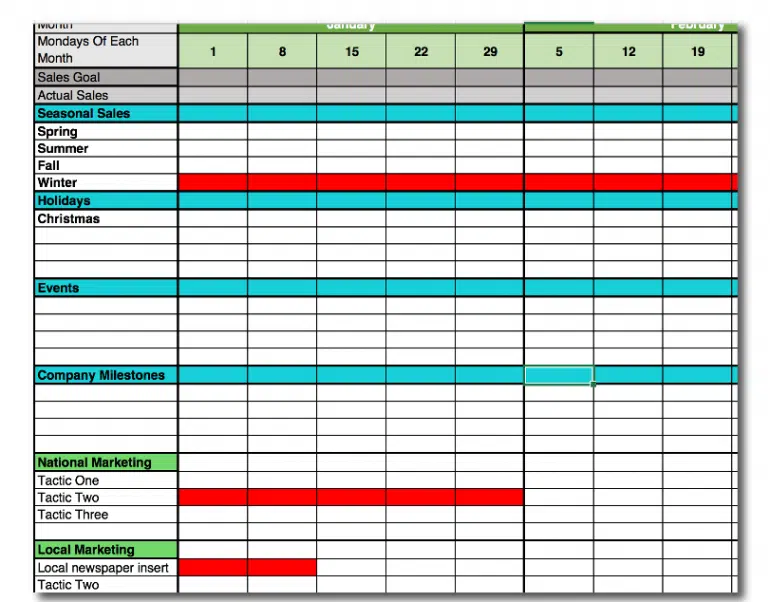 Month January February
Mondays Of Each
Month 1 8 15 22 29 5 12 19
Sales Goal
Actual Sales
Seasonal Sales
Spring
Summer
Fall
Winter
Holidays
Christmas
Events
Company Milestones
National Marketing
Tactic One
Tactic Two
Tactic Three
Local Marketing
Local newspaper insert
Tactic Two